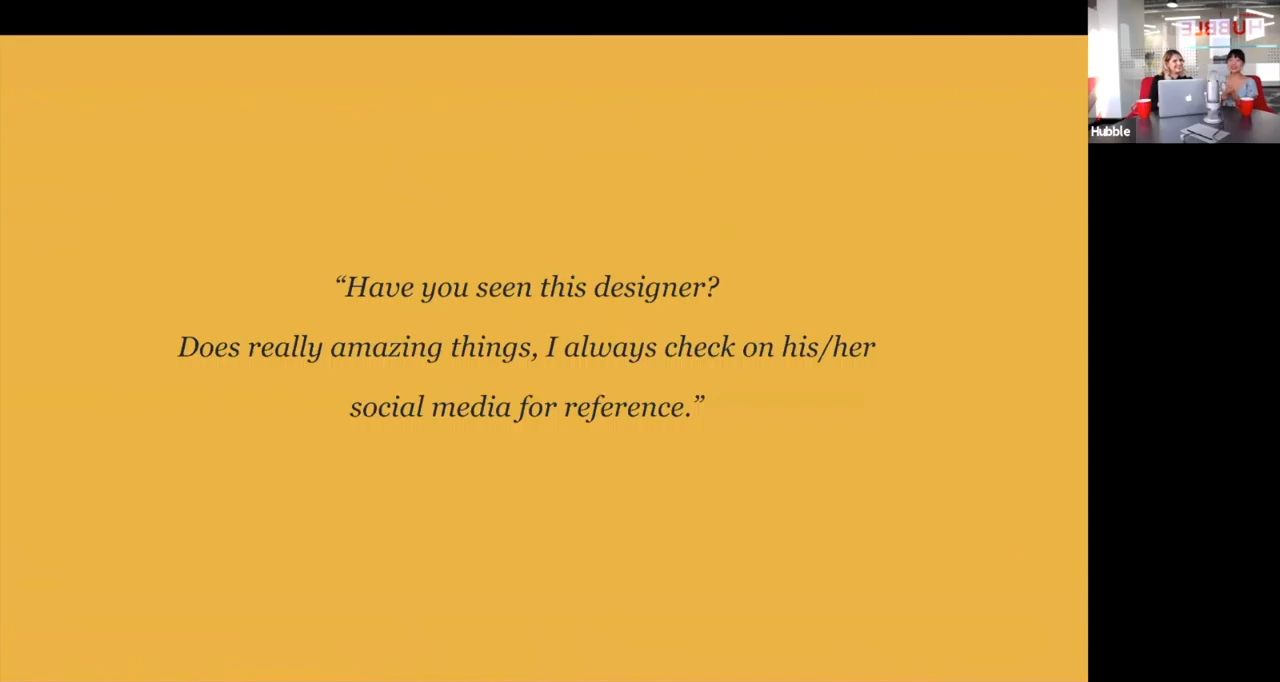 “Have you seen this designer?
Does really amazing things, I always check on his/her
social media for reference.”
HUBBLE
Hubble